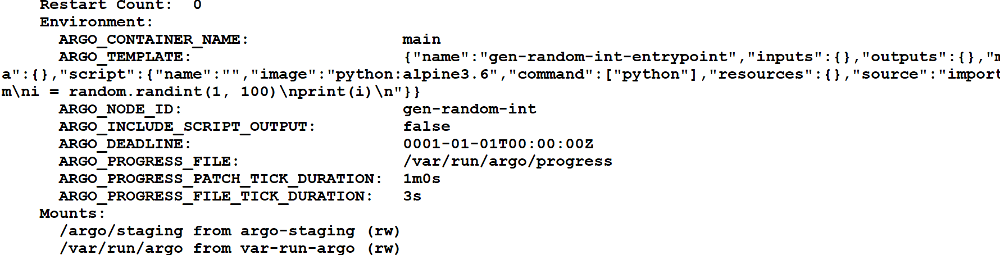 Restart Count:  0
Environment:
ARGO_CONTAINER_NAME: main
ARGO_TEMPLATE: {"name":"gen-random-int-entrypoint","inputs":{},"outputs":{},"m
a":{},"script":{"name":"","image":"python:alpine3.6","command":["python"],"resources":{},"source":"import
m\ni = random.randint(1, 100)\nprint(i)\n"}}
ARGO_NODE_ID: gen-random-int
ARGO_INCLUDE_SCRIPT_OUTPUT: false
ARGO_DEADLINE: 0001-01-01T00:00:00Z
ARGO_PROGRESS_FILE: /var/run/argo/progress
ARGO_PROGRESS_PATCH_TICK_DURATION: 1m0s
ARGO_PROGRESS_FILE_TICK_DURATION: 3s
Mounts:
/argo/staging from argo-staging (rw)
/var/run/argo from var-run-argo (rw)